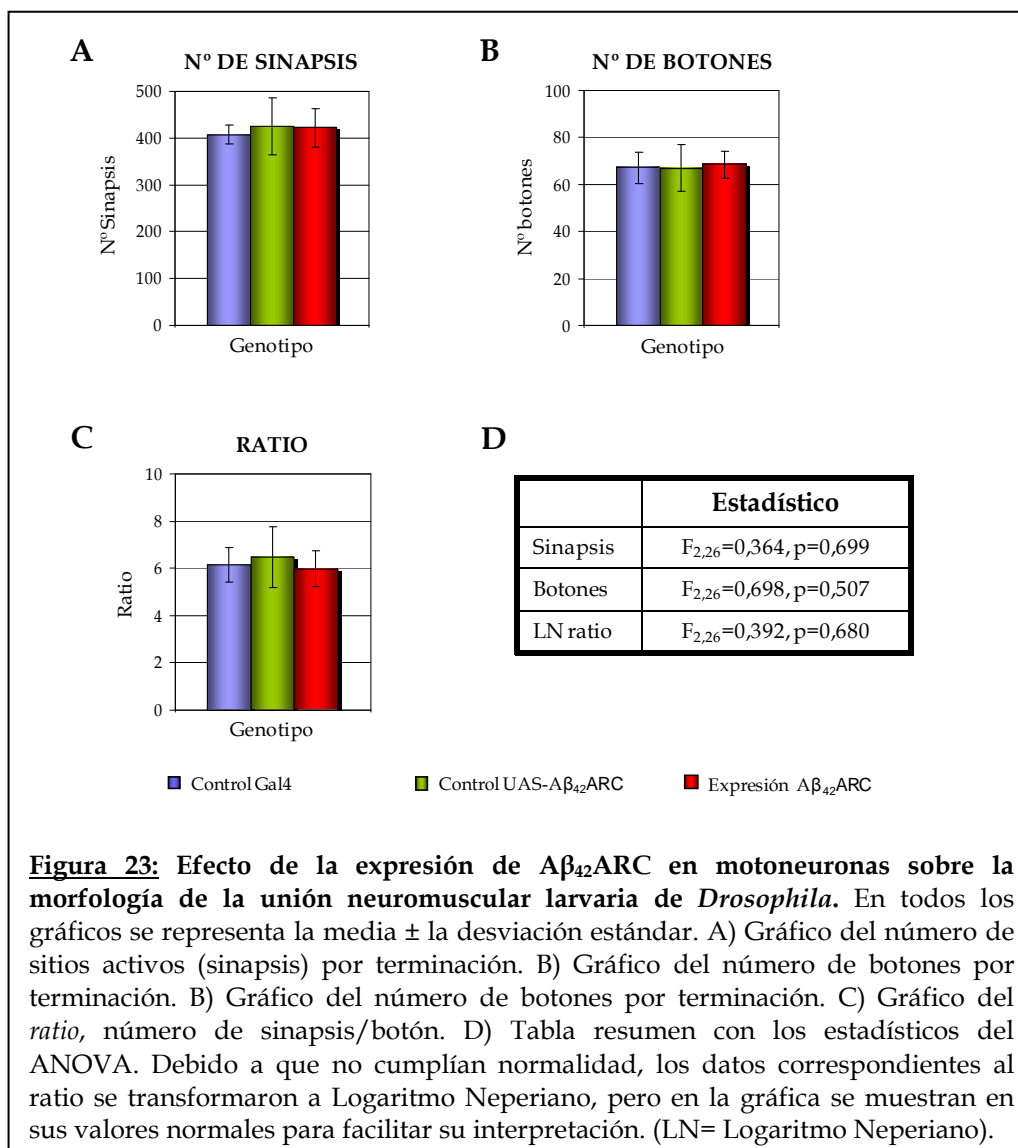 A
Nº DE SINAPSIS
500
400
300
200
100
0
Nº Sinapsis
Genotipo
B
Nº DE BOTONES
100
80
60
40
20
0
Nº botones
Genotipo
C
RATIO
10
8
6
4
2
0
Ratio
Genotipo
D
Estadístico
Sinapsis F2,26=0,364, p=0,699
Botones F2,26=0,698, p=0,507
LN ratio F2,26=0,392, p=0,680
Control Gal4 Control UAS-Aβ42ARC Expresión Aβ42ARC
Figura 23: Efecto de la expresión de Aβ42ARC en motoneuronas sobre la
morfología de la unión neuromuscular larvaria de Drosophila. En todos los
gráficos se representa la media ± la desviación estándar. A) Gráfico del número de
sitios activos (sinapsis) por terminación. B) Gráfico del número de botones por
terminación. B) Gráfico del número de botones por terminación. C) Gráfico del
ratio, número de sinapsis/botón. D) Tabla resumen con los estadísticos del
ANOVA. Debido a que no cumplían normalidad, los datos correspondientes al
ratio se transformaron a Logaritmo Neperiano, pero en la gráfica se muestran en
sus valores normales para facilitar su interpretación. (LN= Logaritmo Neperiano).